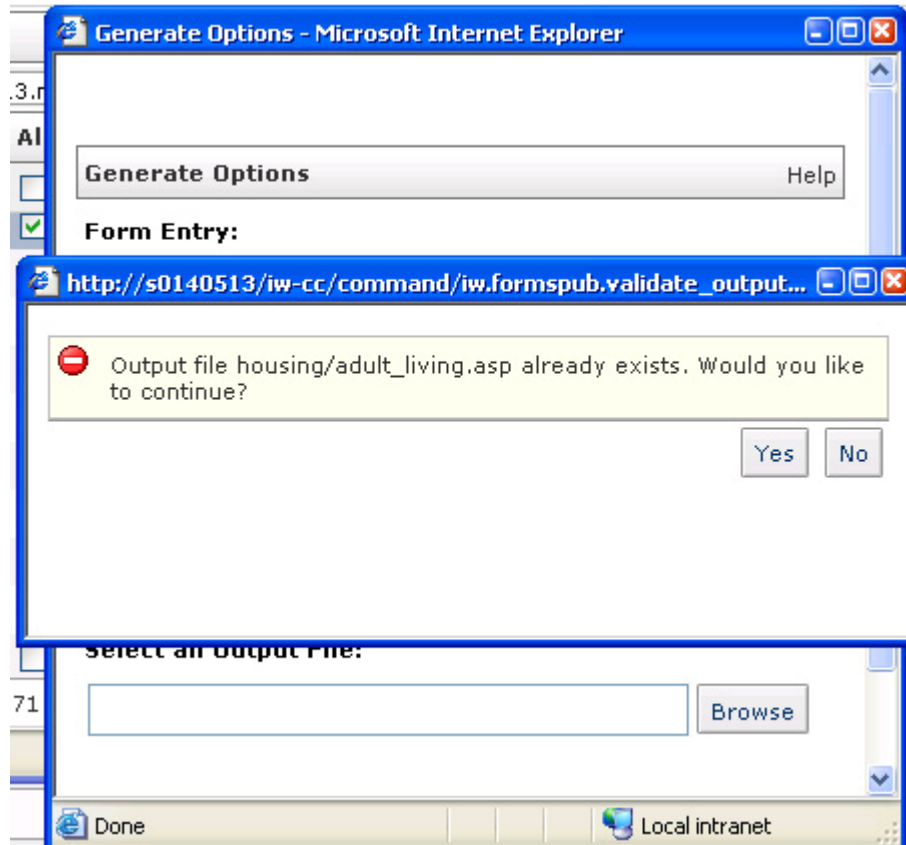 Generate Options - Microsoft Internet Explorer
.3.r
Al
Generate Options Help
Form Entry:
http://s0140513/iw-cc/command/iw.formspub.validate_output...
Output file housing/adult_living.asp already exists. Would you like
to continue?
Yes No
Select an Output File:
71
Browse
Done Local intranet